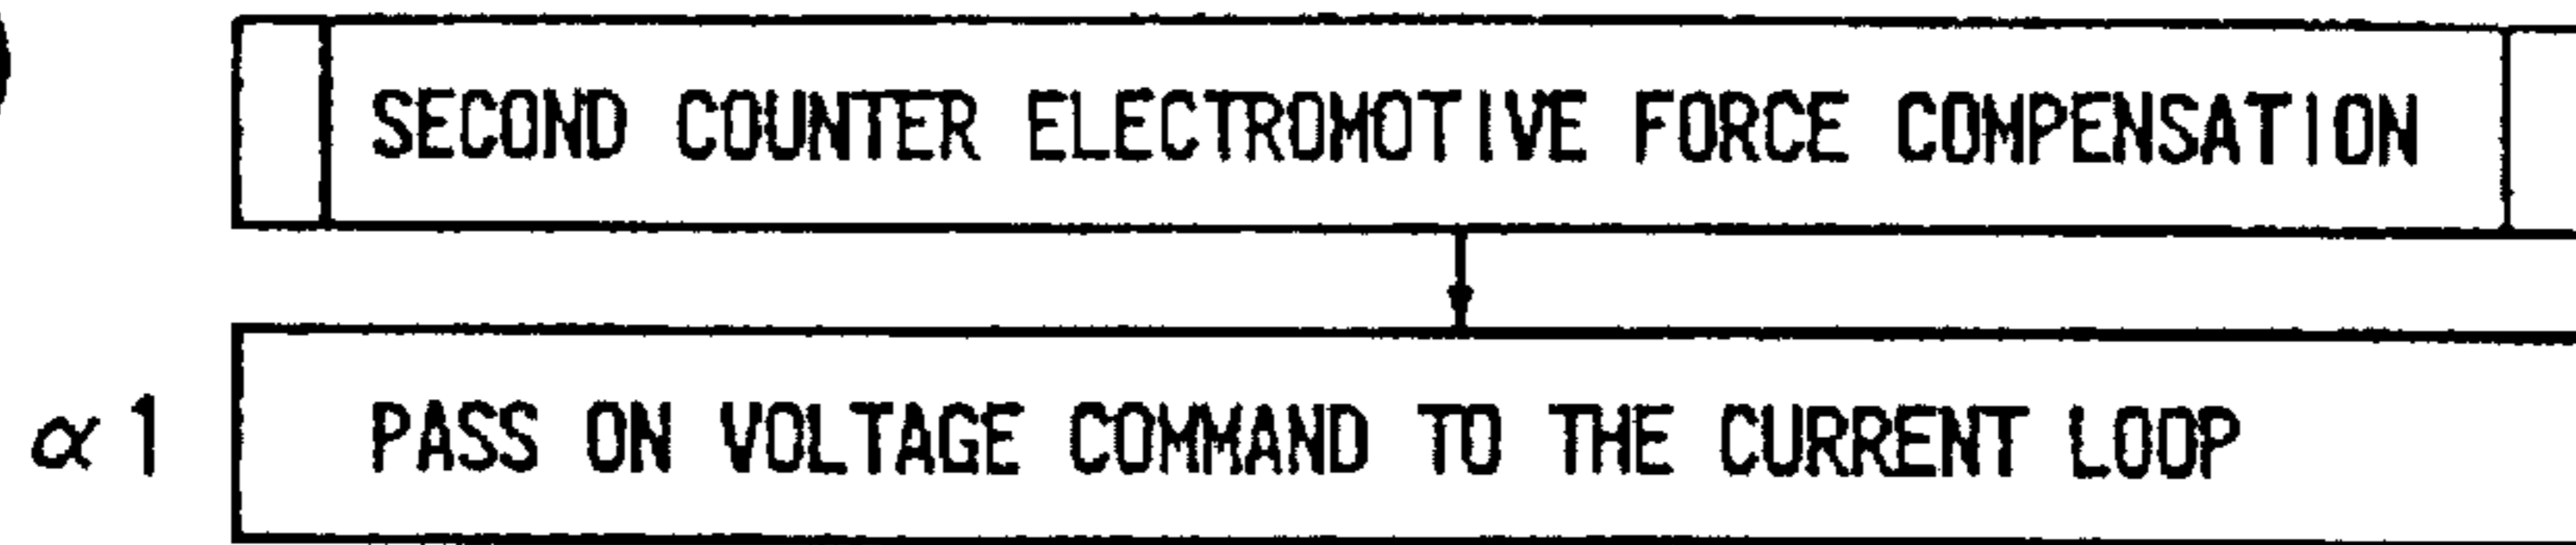 SECOND COUNTER ELECTROMOTIVE FORCE COMPENSATION
α1 PASS ON VOLTAGE COMMAND TO THE CURRENT LOOP